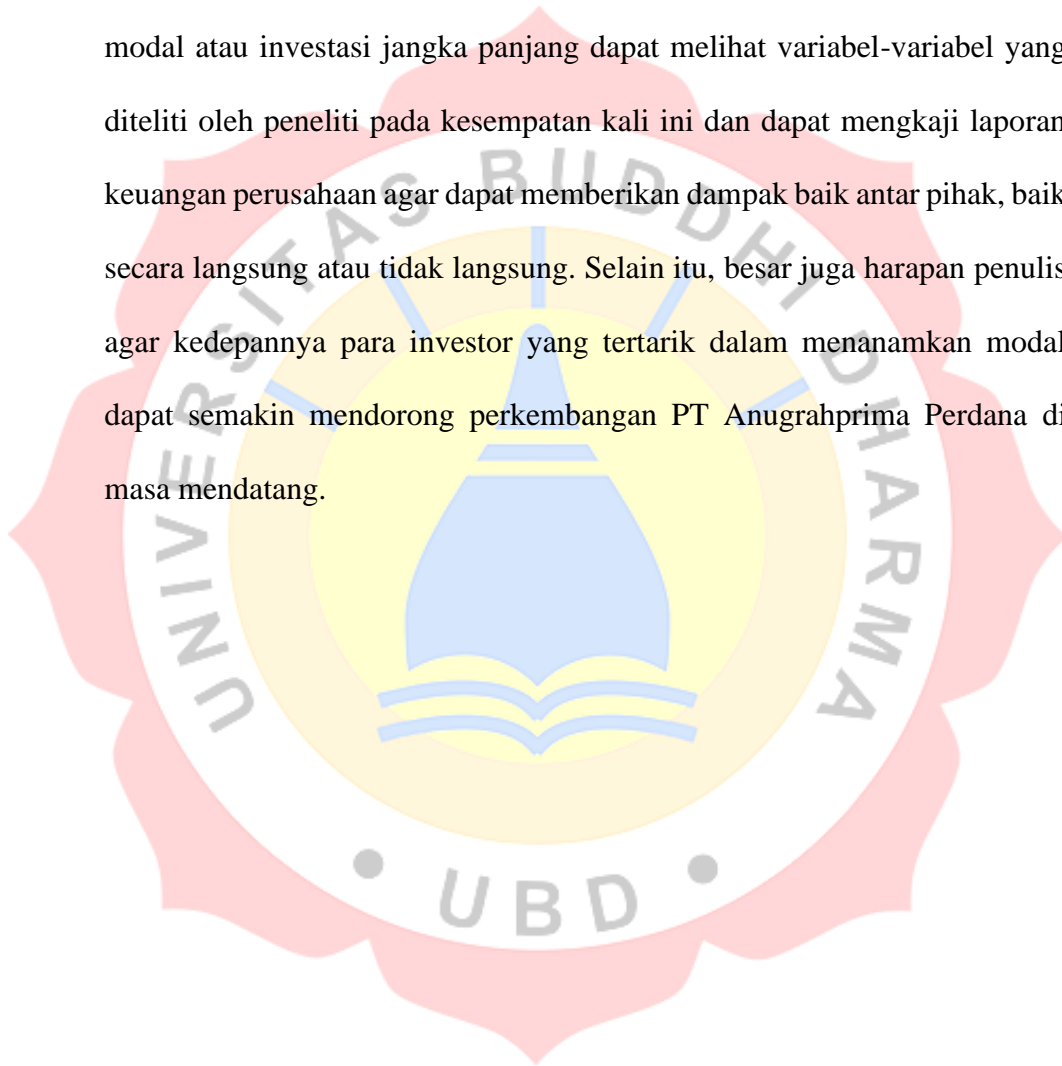 modal atau investasi jangka panjang dapat melihat variabel-variabel yang
diteliti oleh peneliti pada kesempatan kali ini dan dapat mengkaji laporan
keuangan perusahaan agar dapat memberikan dampak baik antar pihak, baik
secara langsung atau tidak langsung. Selain itu, besar juga harapan penulis
agar kedepannya para investor yang tertarik dalam menanamkan modal
dapat semakin mendorong perkembangan PT Anugrahprima Perdana di
masa mendatang.
UNIVERSITAS BUDDHI DHARMA
• UBD •